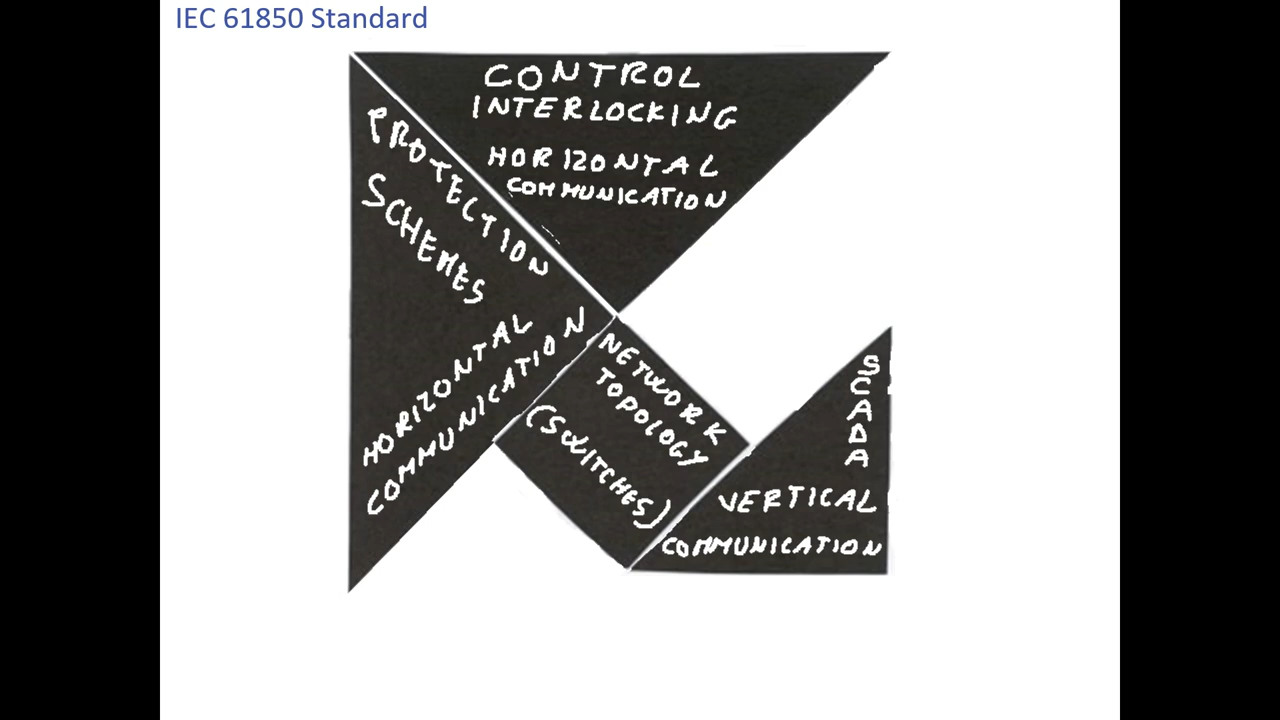 IEC 61850 Standard
CONTROL
INTERLOCKING
HORIZONTAL
COMMUNICATION
PROTECTION
SCHEMES
HORIZONTAL
COMMUNICATION
NETWORK
TOPOLOGY
(SWITCHES)
SCADA
VERTICAL
COMMUNICATION